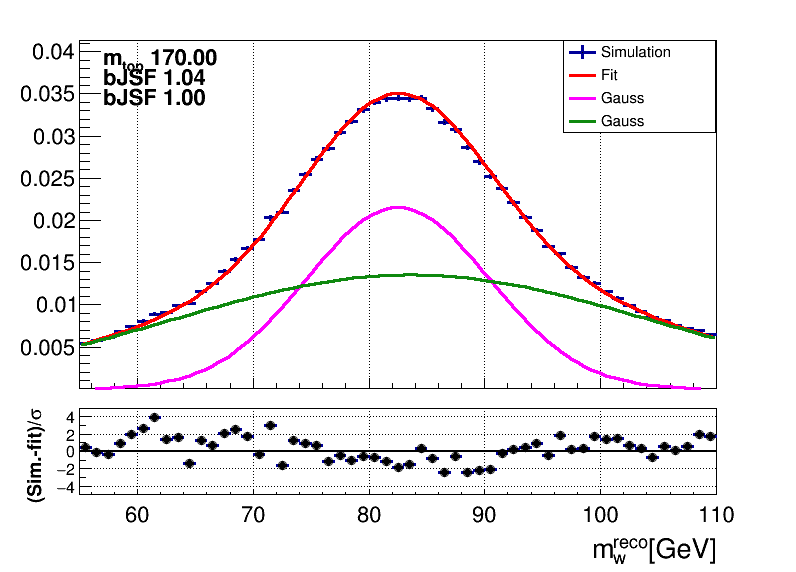 0.04
0.035
0.03
0.025
0.02
0.015
0.01
0.005
m_top 170.00
bJSF 1.04
bJSF 1.00
Simulation
Fit
Gauss
Gauss
(Sim.-fit)/σ
4
2
0
−2
−4
60 70 80 90 100 110
m_w^reco[GeV]